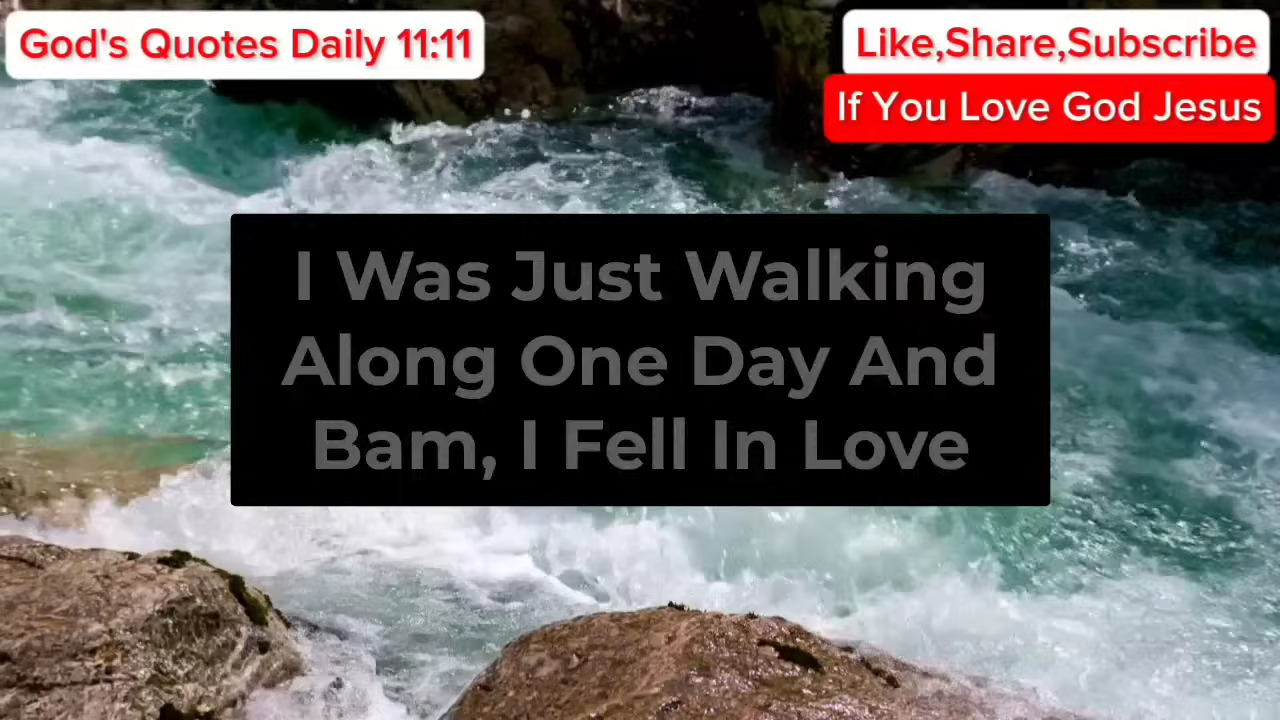 God's Quotes Daily 11:11
Like,Share,Subscribe
If You Love God Jesus
I Was Just Walking
Along One Day And
Bam, I Fell In Love